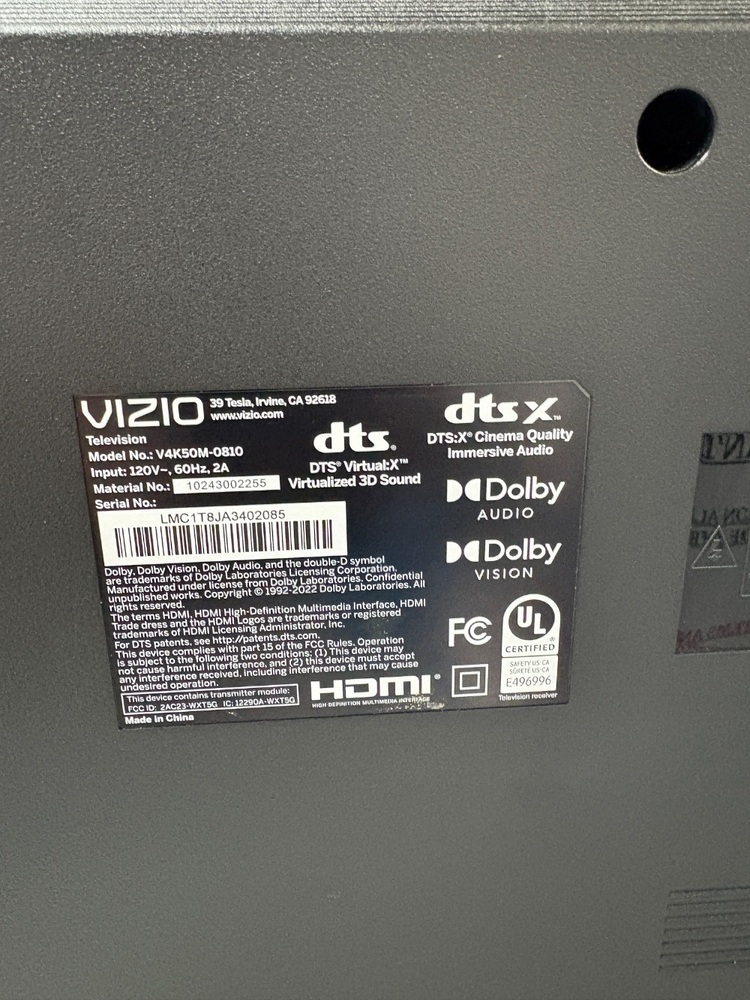 VIZIO 39 Tesla, Irvine, CA 92618
www.vizio.com
Television
Model No.: V4K50M-0810
Input: 120V~, 60Hz, 2A
Material No.: 10243002255
Serial No.:
LMC1T8JA3402085
dts®
DTS® Virtual:X™
Virtualized 3D Sound
dts X™
DTS:X® Cinema Quality
Immersive Audio
Dolby
AUDIO
Dolby
VISION
Dolby, Dolby Vision, Dolby Audio, and the double-D symbol
are trademarks of Dolby Laboratories Licensing Corporation.
Manufactured under license from Dolby Laboratories. Confidential
unpublished works. Copyright © 1992-2022 Dolby Laboratories. All
rights reserved.
The terms HDMI, HDMI High-Definition Multimedia Interface, HDMI
Trade dress and the HDMI Logos are trademarks or registered
trademarks of HDMI Licensing Administrator, Inc.
For DTS patents, see http://patents.dts.com.
This device complies with part 15 of the FCC Rules. Operation
is subject to the following two conditions: (1) This device may
not cause harmful interference, and (2) this device must accept
any interference received, including interference that may cause
undesired operation.
This device contains transmitter module:
FCC ID: 2AC23-WXT5G IC: 12290A-WXT5G
Made in China
HDMI®
HIGH DEFINITION MULTIMEDIA INTERFACE
FC
UL®
CERTIFIED
SAFETY US-CA
SÛRETÉ US-CA
E496996
Television receiver